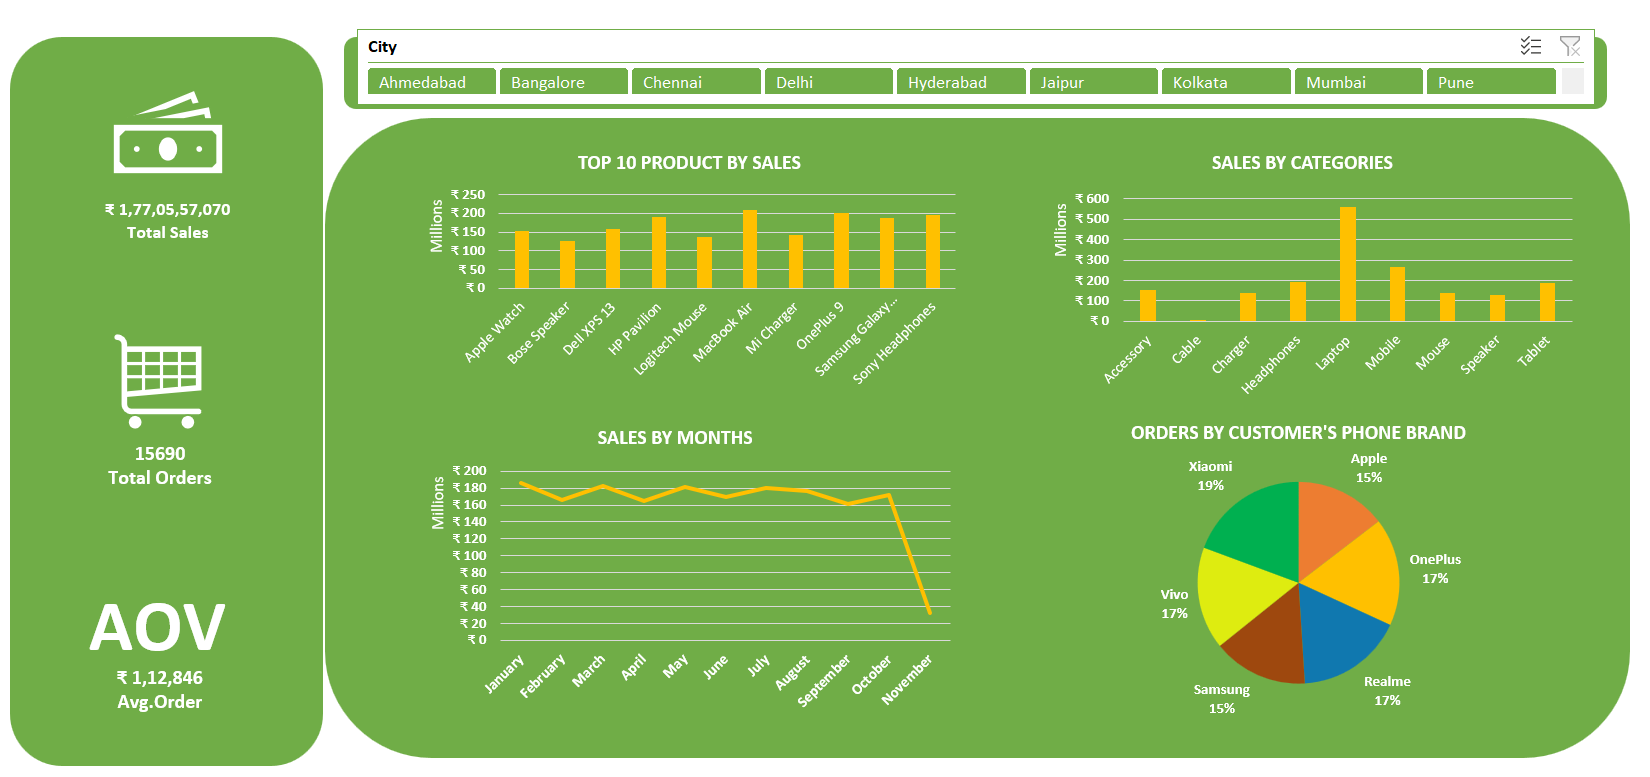 City
Ahmedabad
Bangalore
Chennai
Delhi
Hyderabad
Jaipur
Kolkata
Mumbai
Pune
₹ 1,77,05,57,070
Total Sales
15690
Total Orders
AOV
₹ 1,12,846
Avg.Order
TOP 10 PRODUCT BY SALES
Millions
₹ 250
₹ 200
₹ 150
₹ 100
₹ 50
₹ 0
Apple Watch
Bose Speaker
Dell XPS 13
HP Pavilion
Logitech Mouse
MacBook Air
Mi Charger
OnePlus 9
Samsung Galaxy...
Sony Headphones
SALES BY CATEGORIES
Millions
₹ 600
₹ 500
₹ 400
₹ 300
₹ 200
₹ 100
₹ 0
Accessory
Cable
Charger
Headphones
Laptop
Mobile
Mouse
Speaker
Tablet
SALES BY MONTHS
Millions
₹ 200
₹ 180
₹ 160
₹ 140
₹ 120
₹ 100
₹ 80
₹ 60
₹ 40
₹ 20
₹ 0
January
February
March
April
May
June
July
August
September
October
November
ORDERS BY CUSTOMER'S PHONE BRAND
Apple
15%
OnePlus
17%
Realme
17%
Samsung
15%
Vivo
17%
Xiaomi
19%